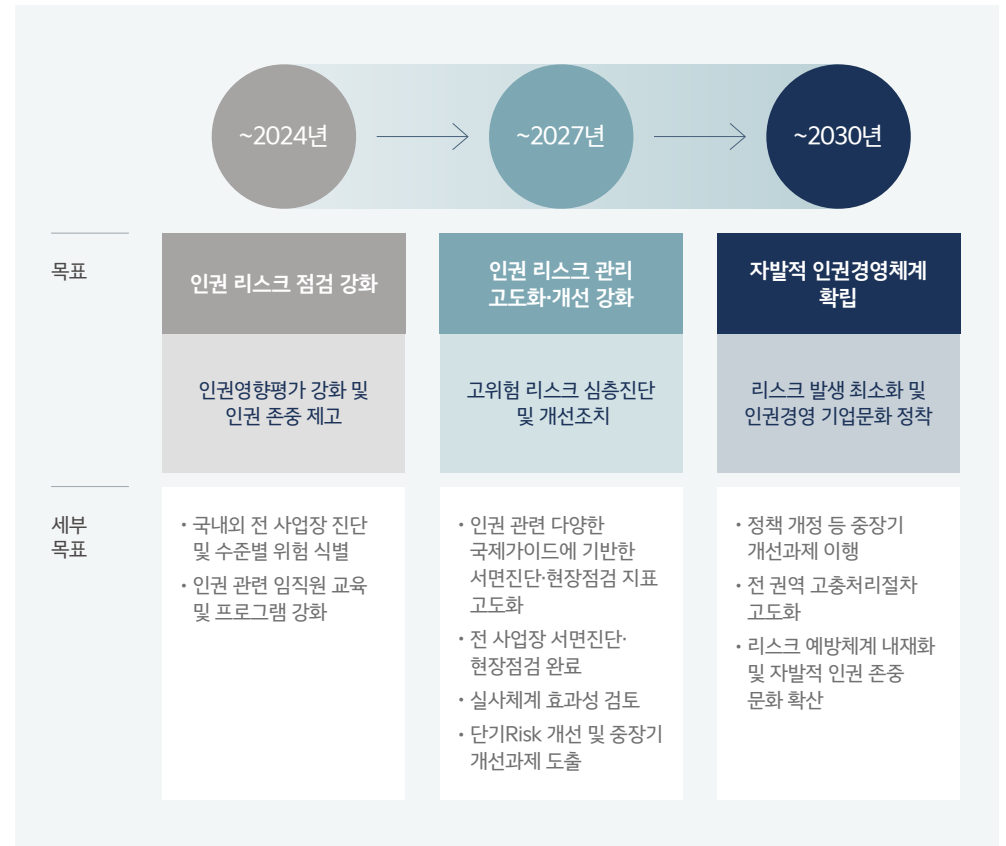 ~2024년
~2027년
~2030년
목표
인권 리스크 점검 강화
인권영향평가 강화 및
인권 존중 제고
인권 리스크 관리
고도화·개선 강화
고위험 리스크 심층진단
및 개선조치
자발적 인권경영체계
확립
리스크 발생 최소화 및
인권경영 기업문화 정착
세부
목표
· 국내외 전 사업장 진단
및 수준별 위험 식별
· 인권 관련 임직원 교육
및 프로그램 강화
· 인권 관련 다양한
국제가이드에 기반한
서면진단·현장점검 지표
고도화
· 전 사업장 서면진단·
현장점검 완료
· 실사체계 효과성 검토
· 단기Risk 개선 및 중장기
개선과제 도출
· 정책 개정 등 중장기
개선과제 이행
· 전 권역 고충처리절차
고도화
· 리스크 예방체계 내재화
및 자발적 인권 존중
문화 확산